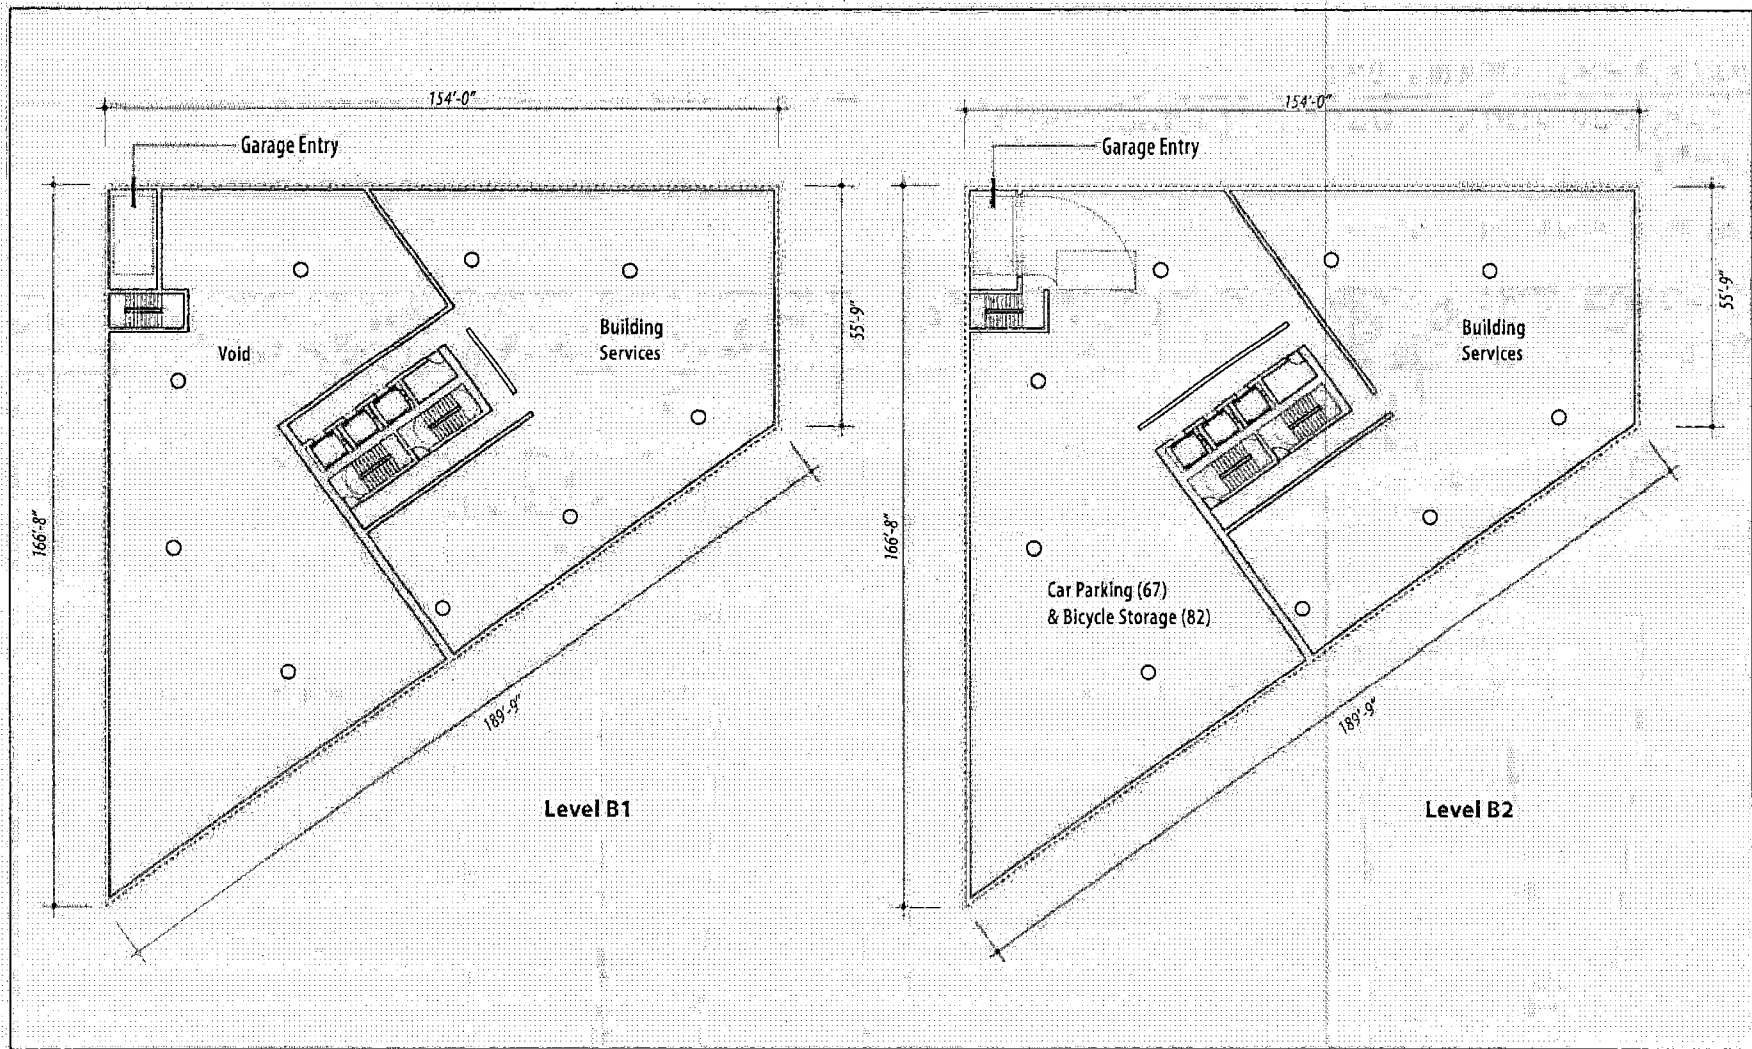 154'-0"
Garage Entry
Void
Building
Services
55'-9"
166'-8"
189'-9"
Level B1
154'-0"
Garage Entry
Building
Services
55'-9"
166'-8"
Car Parking (67)
& Bicycle Storage (82)
189'-9"
Level B2